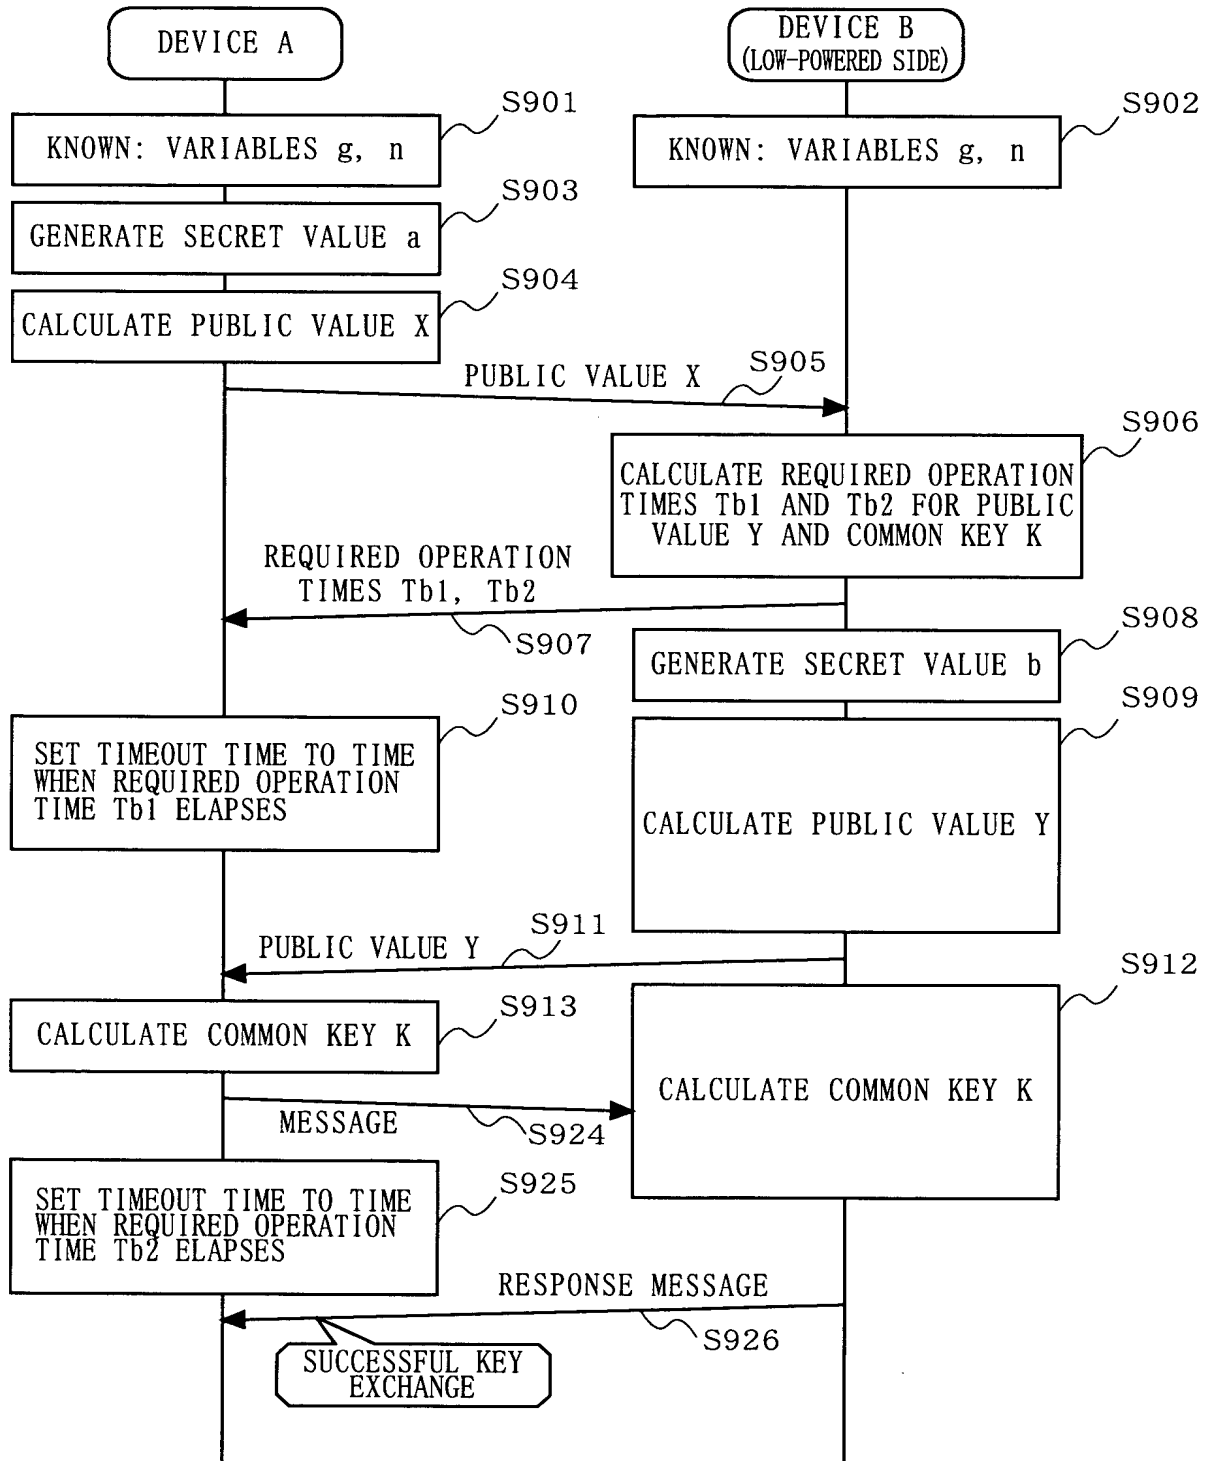 DEVICE A
DEVICE B
(LOW-POWERED SIDE)
S901
KNOWN: VARIABLES g, n
S902
KNOWN: VARIABLES g, n
S903
GENERATE SECRET VALUE a
S904
CALCULATE PUBLIC VALUE X
PUBLIC VALUE X
S905
S906
CALCULATE REQUIRED OPERATION
TIMES Tb1 AND Tb2 FOR PUBLIC
VALUE Y AND COMMON KEY K
REQUIRED OPERATION
TIMES Tb1, Tb2
S907
S908
GENERATE SECRET VALUE b
S909
CALCULATE PUBLIC VALUE Y
S910
SET TIMEOUT TIME TO TIME
WHEN REQUIRED OPERATION
TIME Tb1 ELAPSES
PUBLIC VALUE Y
S911
S912
CALCULATE COMMON KEY K
S913
CALCULATE COMMON KEY K
MESSAGE
S924
S925
SET TIMEOUT TIME TO TIME
WHEN REQUIRED OPERATION
TIME Tb2 ELAPSES
RESPONSE MESSAGE
S926
SUCCESSFUL KEY
EXCHANGE